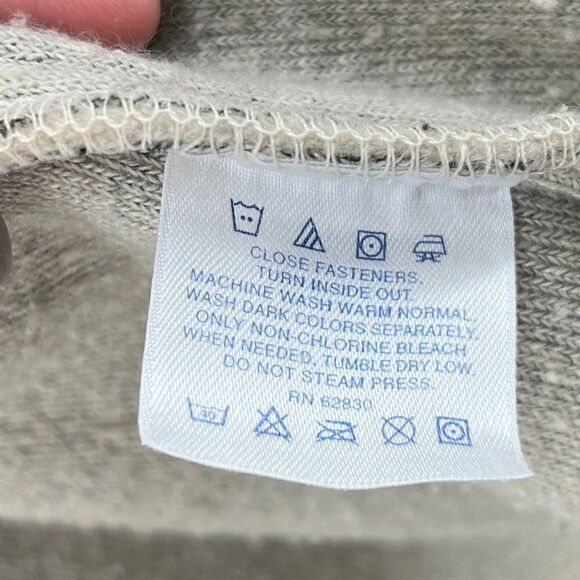 CLOSE FASTENERS.
TURN INSIDE OUT.
MACHINE WASH WARM NORMAL.
WASH DARK COLORS SEPARATELY.
ONLY NON-CHLORINE BLEACH
WHEN NEEDED. TUMBLE DRY LOW.
DO NOT STEAM PRESS.
RN 62830
40